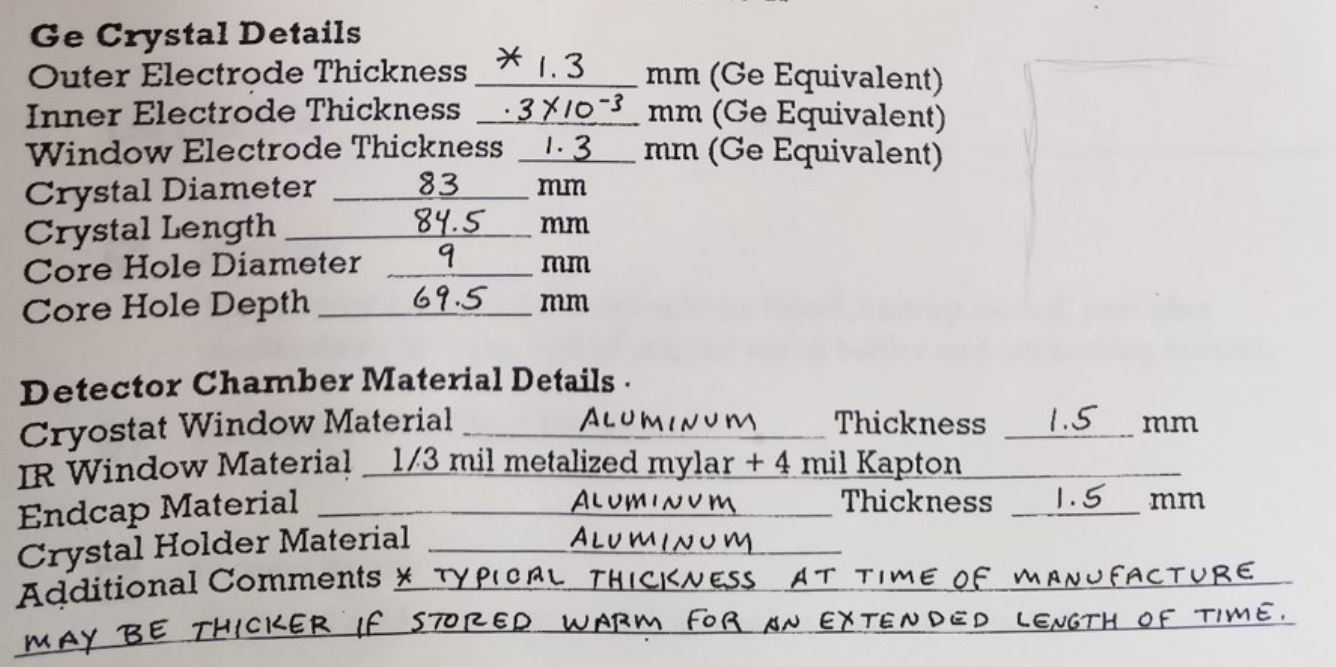 Ge Crystal Details
Outer Electrode Thickness * 1.3 mm (Ge Equivalent)
Inner Electrode Thickness .3X10⁻³ mm (Ge Equivalent)
Window Electrode Thickness 1.3 mm (Ge Equivalent)
Crystal Diameter 83 mm
Crystal Length 84.5 mm
Core Hole Diameter 9 mm
Core Hole Depth 69.5 mm
Detector Chamber Material Details .
Cryostat Window Material ALUMINUM Thickness 1.5 mm
IR Window Material 1/3 mil metalized mylar + 4 mil Kapton
Endcap Material ALUMINUM Thickness 1.5 mm
Crystal Holder Material ALUMINUM
Additional Comments * TYPICAL THICKNESS AT TIME OF MANUFACTURE
MAY BE THICKER IF STORED WARM FOR AN EXTENDED LENGTH OF TIME.